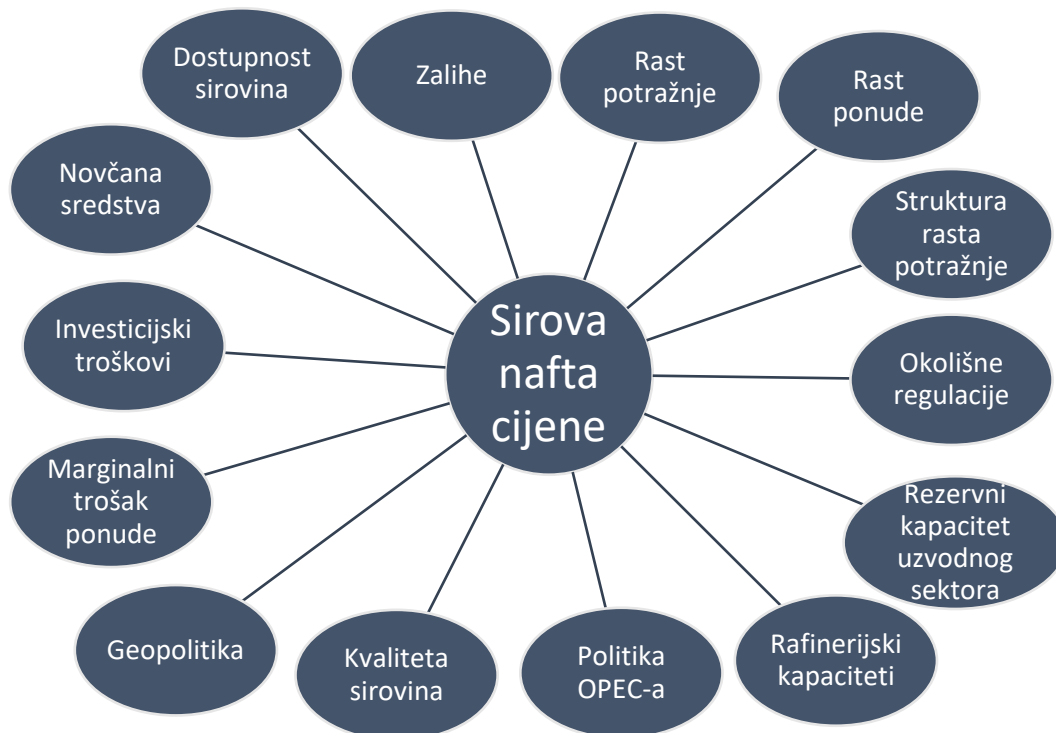 Dostupnost
sirovina
Zalihe
Rast
potražnje
Rast
ponude
Struktura
rasta
potražnje
Okolišne
regulacije
Rezervni
kapacitet
uzvodnog
sektora
Rafinerijski
kapaciteti
Politika
OPEC-a
Kvaliteta
sirovina
Geopolitika
Marginalni
trošak
ponude
Investicijski
troškovi
Novčana
sredstva
Sirova
nafta
cijene